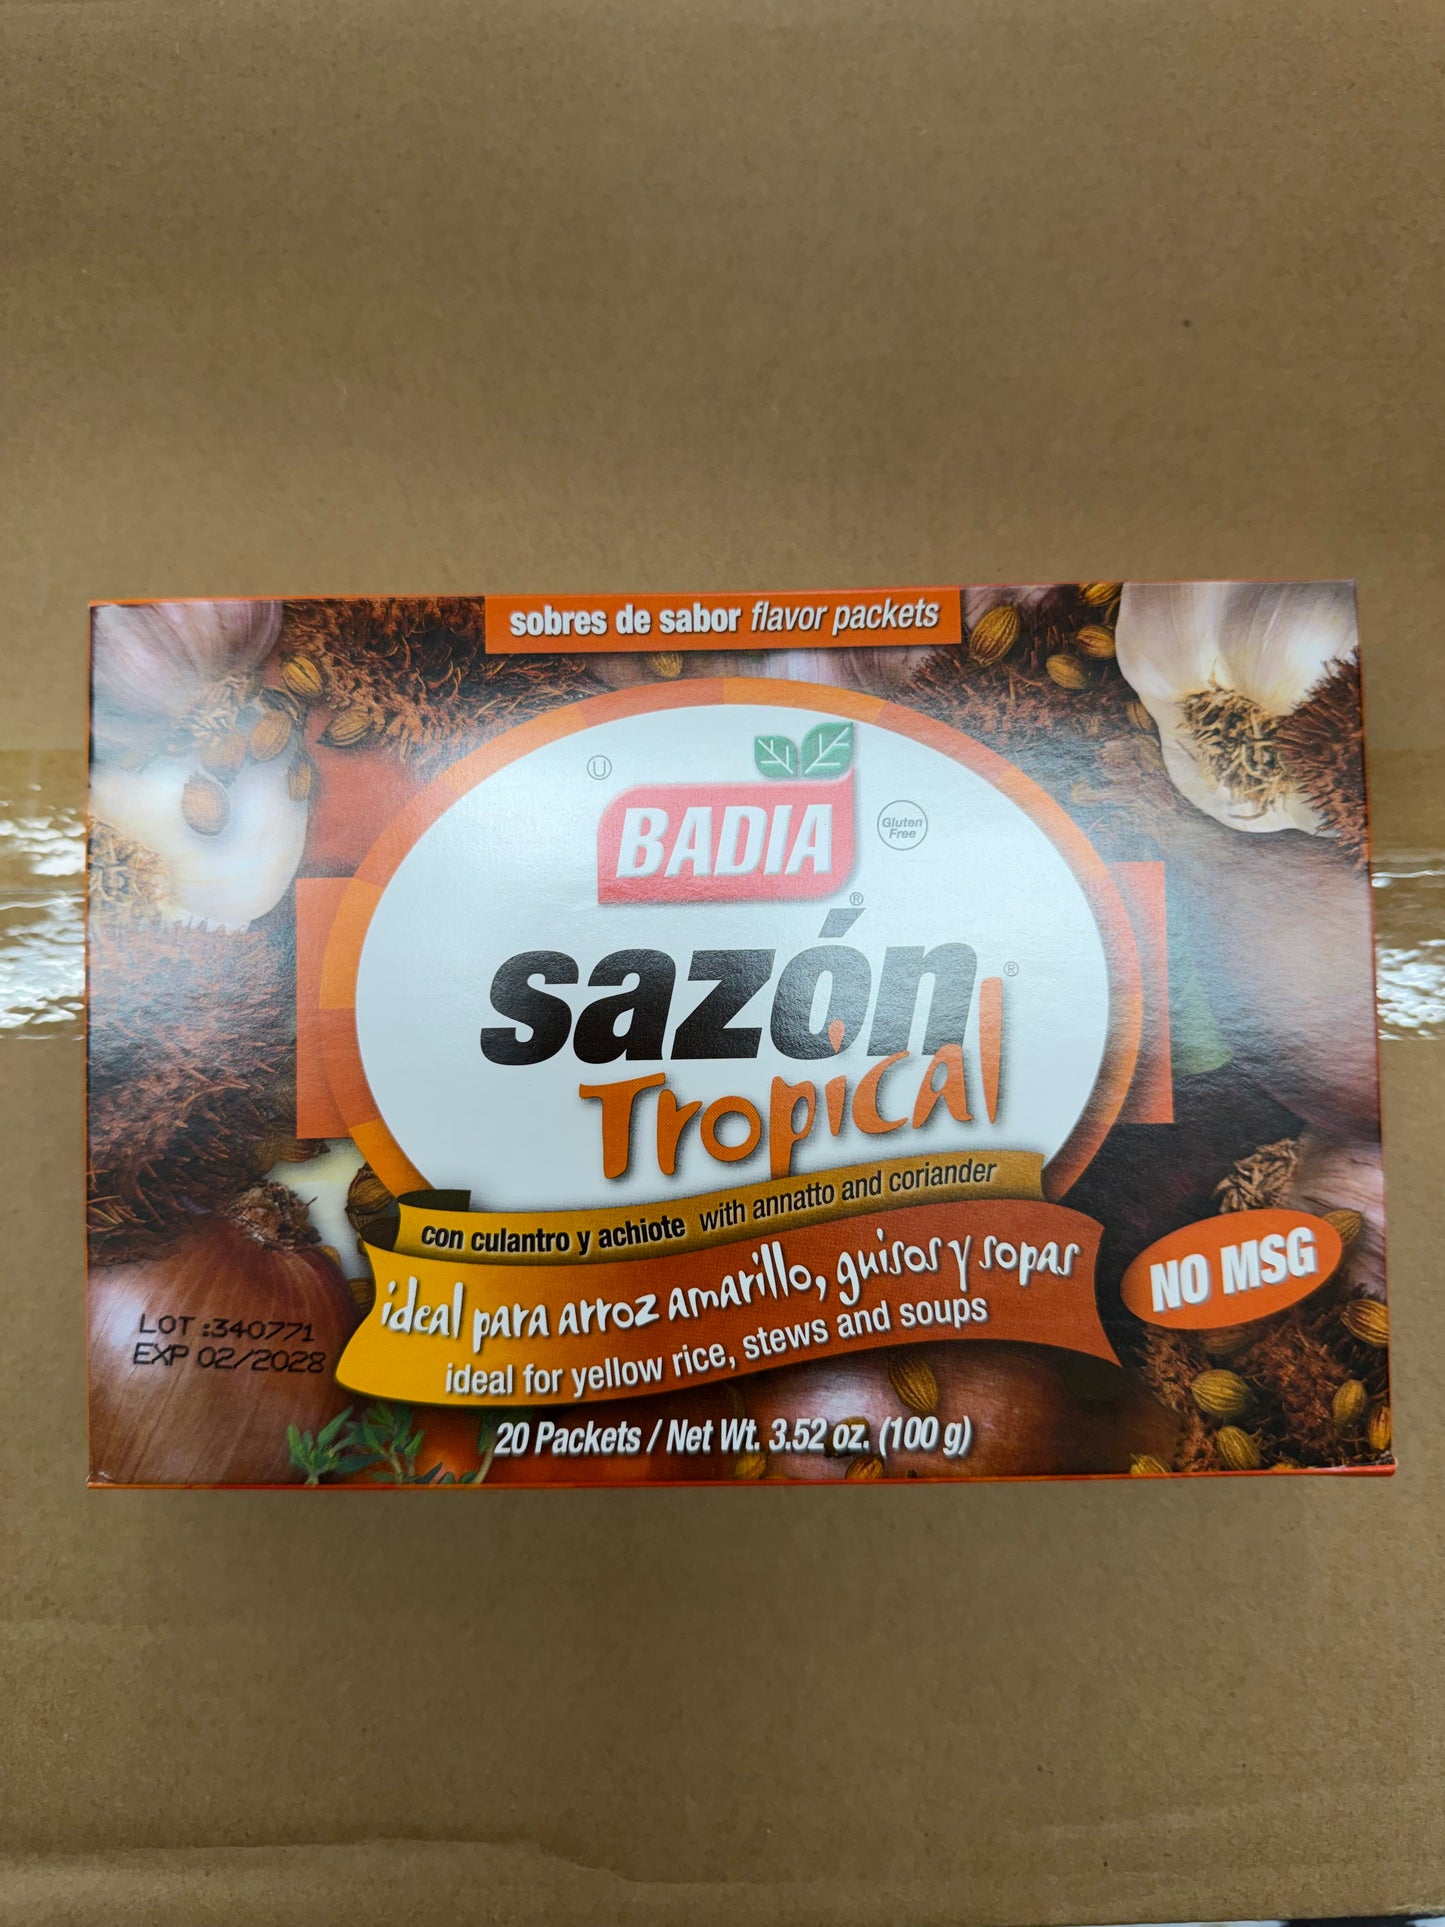 sobres de sabor flavor packets
U
BADIA
Gluten
Free
®
sazón
®
Tropical
con culantro y achiote with annatto and coriander
ideal para arroz amarillo, guisos y sopas
ideal for yellow rice, stews and soups
NO MSG
LOT :340771
EXP 02/2028
20 Packets / Net Wt. 3.52 oz. (100 g)